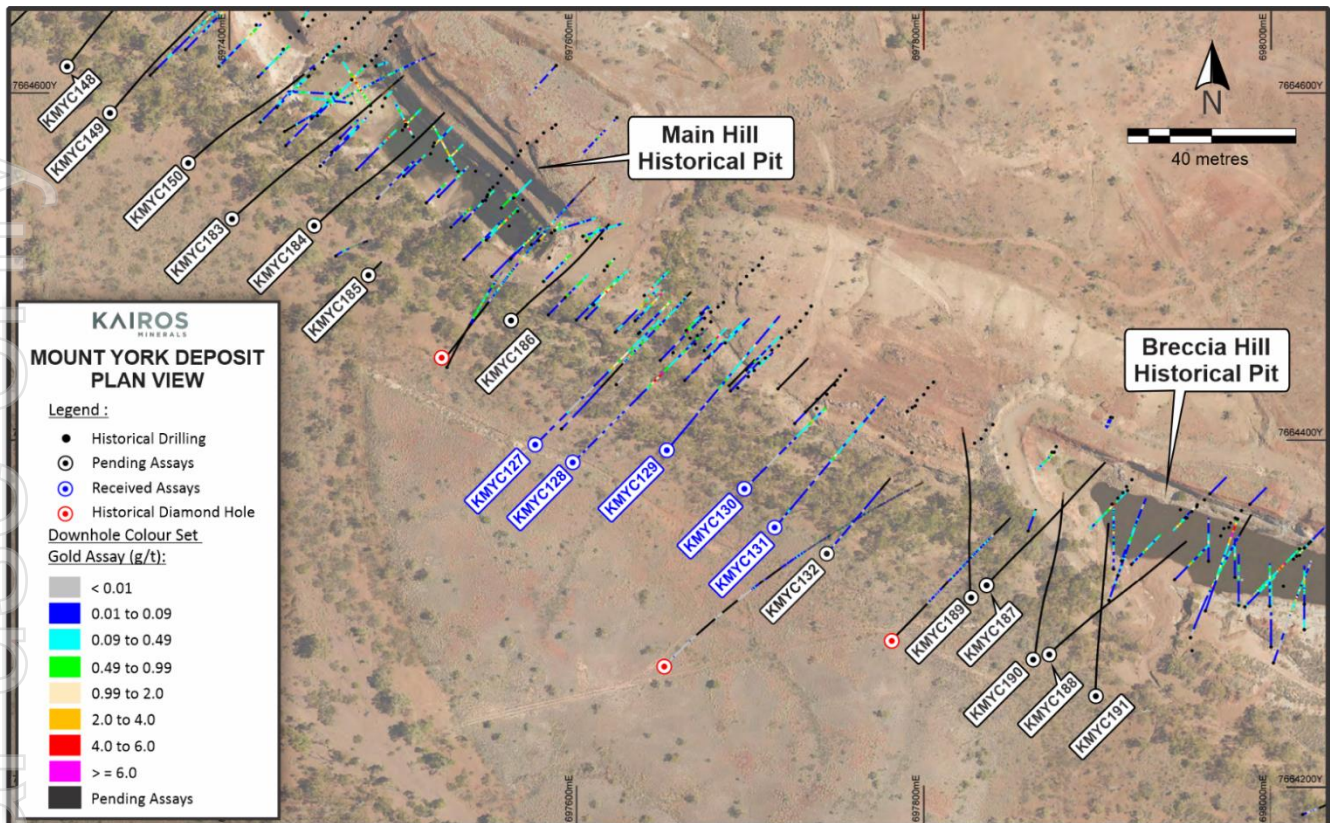 697400mE
697600mE
697800mE
698000mE
7664600Y
7664600Y
N
40 metres
Main Hill
Historical Pit
KMYC148
KMYC149
KMYC150
KMYC183
KMYC184
KMYC185
KMYC186
KAIROS
MINERALS
MOUNT YORK DEPOSIT
PLAN VIEW
Legend :
Historical Drilling
Pending Assays
Received Assays
Historical Diamond Hole
Downhole Colour Set
Gold Assay (g/t):
< 0.01
0.01 to 0.09
0.09 to 0.49
0.49 to 0.99
0.99 to 2.0
2.0 to 4.0
4.0 to 6.0
> = 6.0
Pending Assays
Breccia Hill
Historical Pit
7664400Y
KMYC127
KMYC128
KMYC129
KMYC130
KMYC131
KMYC132
KMYC189
KMYC187
KMYC190
KMYC188
KMYC191
697600mE
697800mE
698000mE
7664200Y